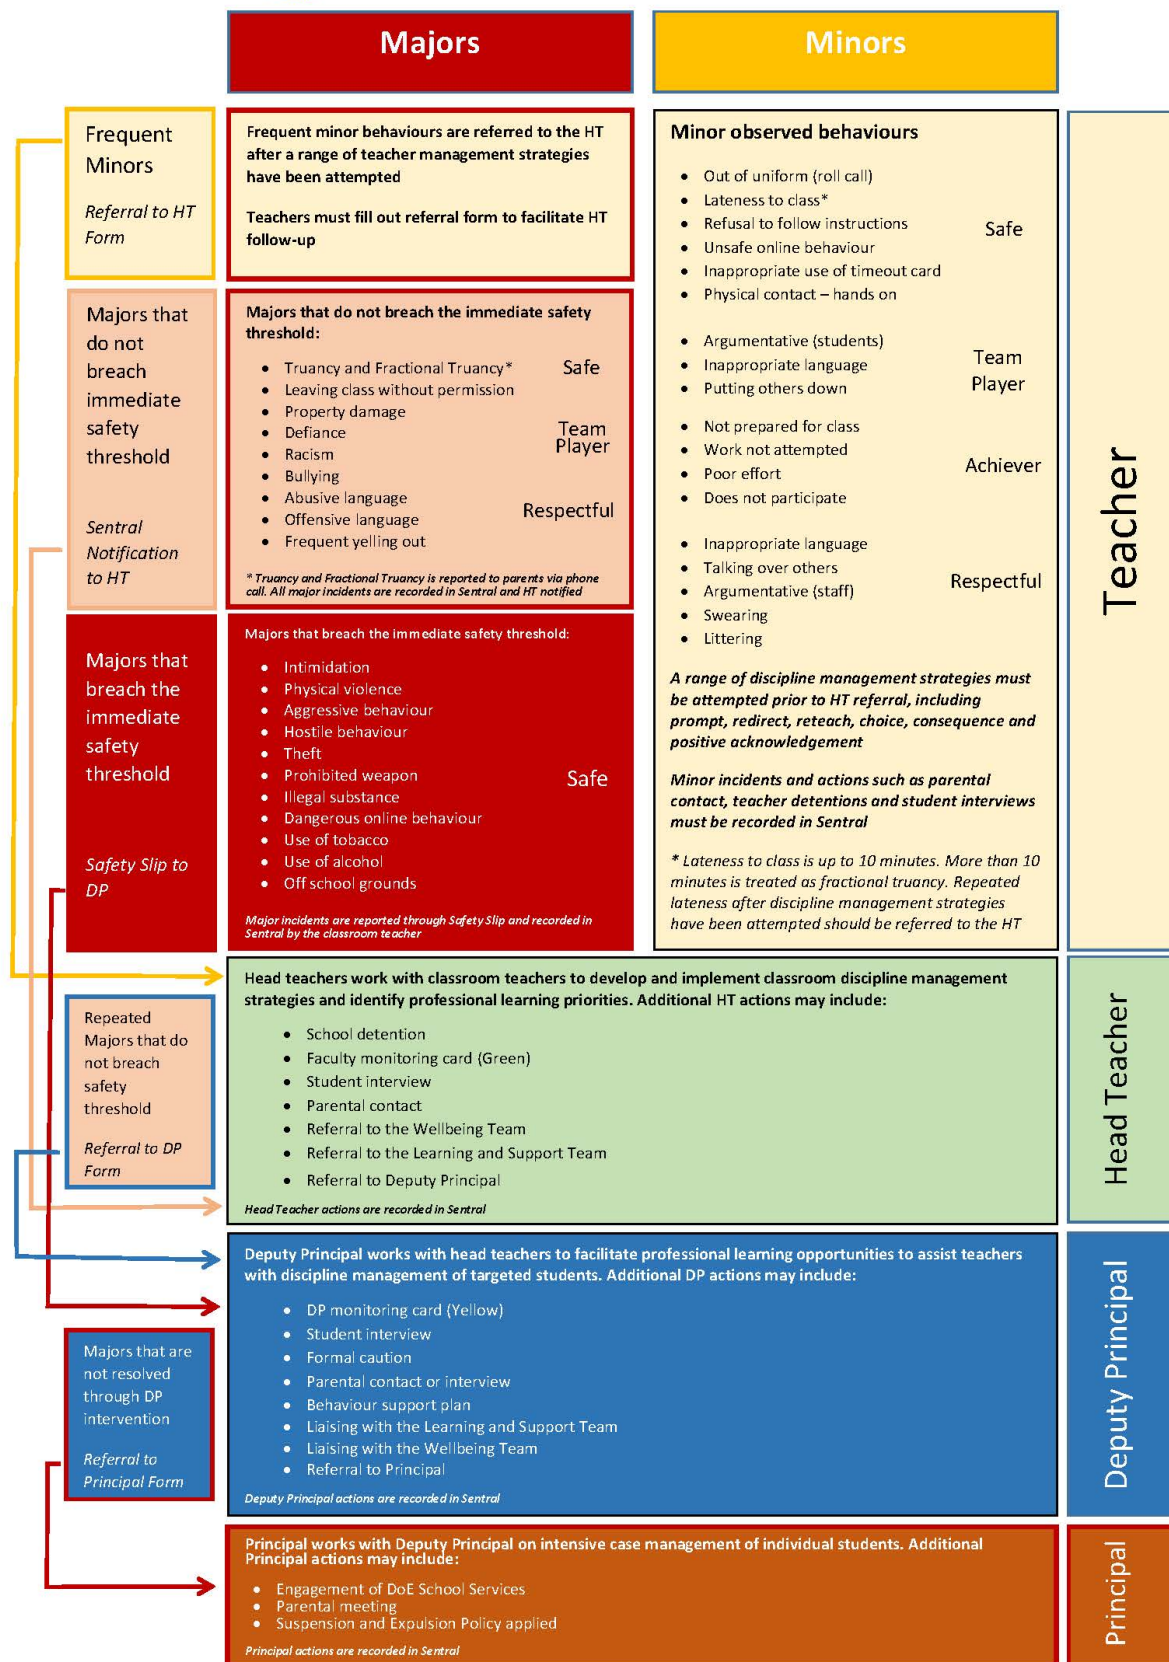 Majors
Minors
Frequent
Minors
Referral to HT
Form
Frequent minor behaviours are referred to the HT
after a range of teacher management strategies
have been attempted
Teachers must fill out referral form to facilitate HT
follow-up
Majors that
do not
breach
immediate
safety
threshold
Sentral
Notification
to HT
Majors that do not breach the immediate safety
threshold:
• Truancy and Fractional Truancy*
• Leaving class without permission
Safe
• Property damage
• Defiance
• Racism
• Bullying
Team
Player
• Abusive language
• Offensive language
• Frequent yelling out
Respectful
* Truancy and Fractional Truancy is reported to parents via phone
call. All major incidents are recorded in Sentral and HT notified
Majors that
breach the
immediate
safety
threshold
Safety Slip to
DP
Majors that breach the immediate safety threshold:
• Intimidation
• Physical violence
• Aggressive behaviour
• Hostile behaviour
• Theft
• Prohibited weapon
• Illegal substance
• Dangerous online behaviour
• Use of tobacco
• Use of alcohol
• Off school grounds
Safe
Major incidents are reported through Safety Slip and recorded in
Sentral by the classroom teacher
Minor observed behaviours
• Out of uniform (roll call)
• Lateness to class*
• Refusal to follow instructions
• Unsafe online behaviour
• Inappropriate use of timeout card
• Physical contact – hands on
Safe
• Argumentative (students)
• Inappropriate language
• Putting others down
Team
Player
• Not prepared for class
• Work not attempted
• Poor effort
• Does not participate
Achiever
• Inappropriate language
• Talking over others
• Argumentative (staff)
• Swearing
• Littering
Respectful
A range of discipline management strategies must
be attempted prior to HT referral, including
prompt, redirect, reteach, choice, consequence and
positive acknowledgement
Minor incidents and actions such as parental
contact, teacher detentions and student interviews
must be recorded in Sentral
* Lateness to class is up to 10 minutes. More than 10
minutes is treated as fractional truancy. Repeated
lateness after discipline management strategies
have been attempted should be referred to the HT
Teacher
Repeated
Majors that do
not breach
safety
threshold
Referral to DP
Form
Head teachers work with classroom teachers to develop and implement classroom discipline management
strategies and identify professional learning priorities. Additional HT actions may include:
• School detention
• Faculty monitoring card (Green)
• Student interview
• Parental contact
• Referral to the Wellbeing Team
• Referral to the Learning and Support Team
• Referral to Deputy Principal
Head Teacher actions are recorded in Sentral
Head Teacher
Majors that are
not resolved
through DP
intervention
Referral to
Principal Form
Deputy Principal works with head teachers to facilitate professional learning opportunities to assist teachers
with discipline management of targeted students. Additional DP actions may include:
• DP monitoring card (Yellow)
• Student interview
• Formal caution
• Parental contact or interview
• Behaviour support plan
• Liaising with the Learning and Support Team
• Liaising with the Wellbeing Team
• Referral to Principal
Deputy Principal actions are recorded in Sentral
Deputy Principal
Principal works with Deputy Principal on intensive case management of individual students. Additional
Principal actions may include:
• Engagement of DoE School Services
• Parental meeting
• Suspension and Expulsion Policy applied
Principal actions are recorded in Sentral
Principal